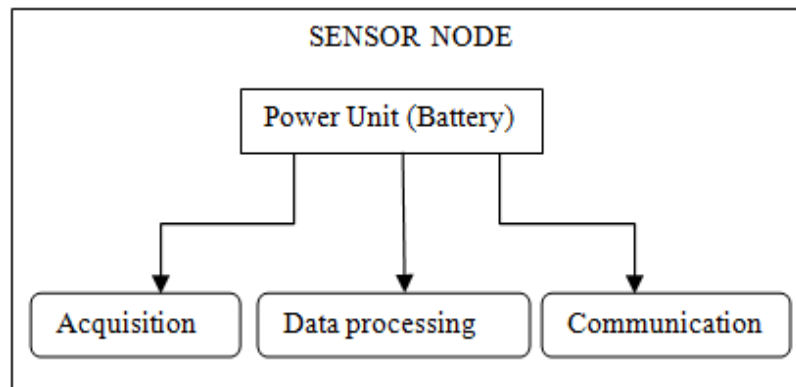 SENSOR NODE
Power Unit (Battery)
Acquisition
Data processing
Communication